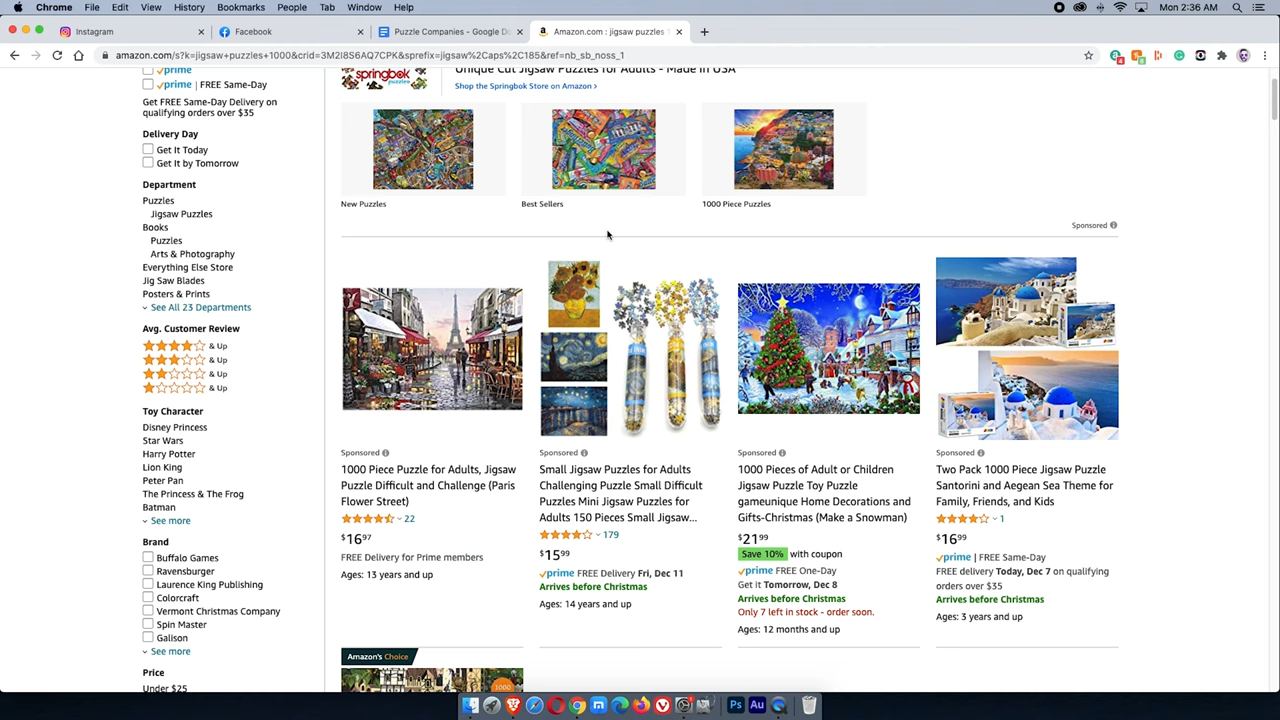 Chrome File Edit View History Bookmarks People Tab Window Help Mon 2:36 AM
Instagram × Facebook × Puzzle Companies - Google Do × Amazon.com : jigsaw puzzles 1 × +
amazon.com/s?k=jigsaw+puzzles+1000&crid=3M2I8S6AQ7CPK&sprefix=jigsaw%2Caps%2C185&ref=nb_sb_noss_1
prime
prime | FREE Same-Day
Get FREE Same-Day Delivery on
qualifying orders over $35
Delivery Day
Get It Today
Get It by Tomorrow
Department
Puzzles
Jigsaw Puzzles
Books
Puzzles
Arts & Photography
Everything Else Store
Jig Saw Blades
Posters & Prints
See All 23 Departments
Avg. Customer Review
& Up
& Up
& Up
& Up
Toy Character
Disney Princess
Star Wars
Harry Potter
Lion King
Peter Pan
The Princess & The Frog
Batman
See more
Brand
Buffalo Games
Ravensburger
Laurence King Publishing
Colorcraft
Vermont Christmas Company
Spin Master
Galison
See more
Price
Under $25
springbok
puzzles
Unique Cut Jigsaw Puzzles for Adults - Made in USA
Shop the Springbok Store on Amazon ›
New Puzzles
Best Sellers
1000 Piece Puzzles
Sponsored
Sponsored
1000 Piece Puzzle for Adults, Jigsaw
Puzzle Difficult and Challenge (Paris
Flower Street)
22
$16 97
FREE Delivery for Prime members
Ages: 13 years and up
Sponsored
Small Jigsaw Puzzles for Adults
Challenging Puzzle Small Difficult
Puzzles Mini Jigsaw Puzzles for
Adults 150 Pieces Small Jigsaw...
179
$15 99
prime FREE Delivery Fri, Dec 11
Arrives before Christmas
Ages: 14 years and up
Sponsored
1000 Pieces of Adult or Children
Jigsaw Puzzle Toy Puzzle
gameunique Home Decorations and
Gifts-Christmas (Make a Snowman)
$21 99
Save 10% with coupon
prime FREE One-Day
Get it Tomorrow, Dec 8
Arrives before Christmas
Only 7 left in stock - order soon.
Ages: 12 months and up
Sponsored
Two Pack 1000 Piece Jigsaw Puzzle
Santorini and Aegean Sea Theme for
Family, Friends, and Kids
1
$16 99
prime | FREE Same-Day
FREE delivery Today, Dec 7 on qualifying
orders over $35
Arrives before Christmas
Ages: 3 years and up
Amazon's Choice
1000
Ps Au